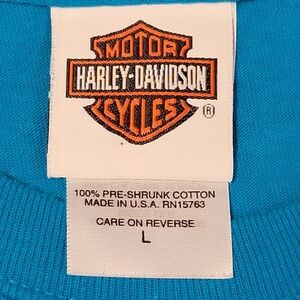 MOTOR
HARLEY-DAVIDSON
CYCLES
®
100% PRE-SHRUNK COTTON
MADE IN U.S.A. RN15763
CARE ON REVERSE
L